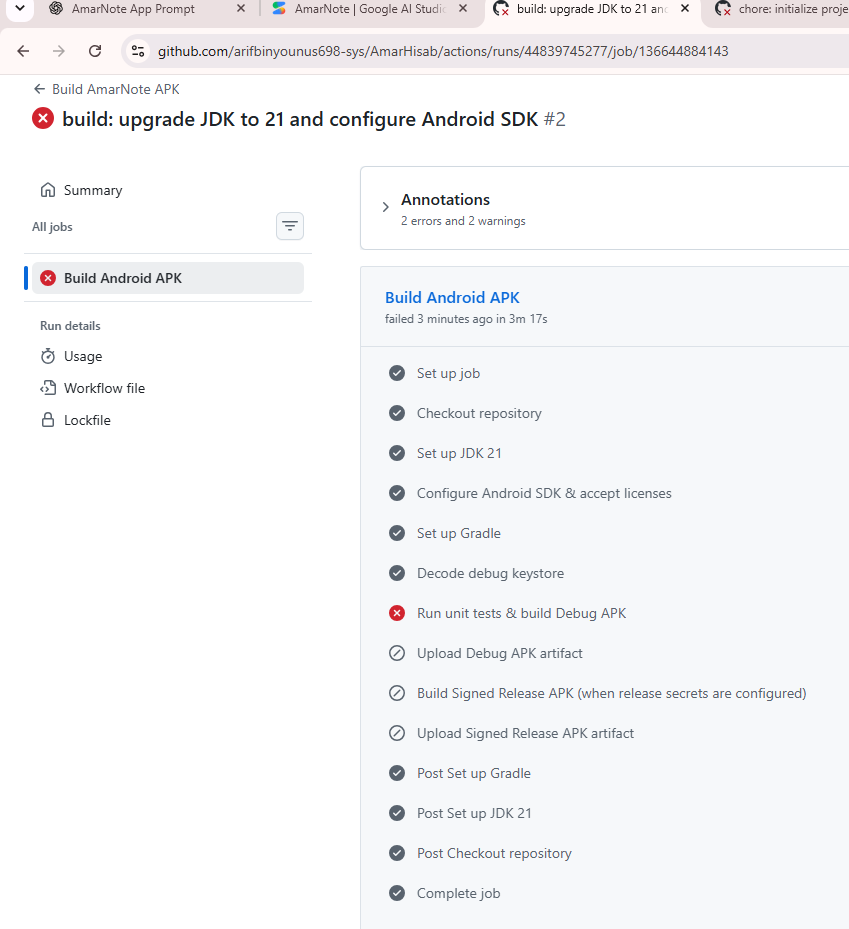 AmarNote App Prompt
AmarNote | Google AI Studio
build: upgrade JDK to 21 and
chore: initialize proje
github.com/arifbinyounus698-sys/AmarHisab/actions/runs/44839745277/job/136644884143
Build AmarNote APK
build: upgrade JDK to 21 and configure Android SDK #2
Summary
All jobs
Build Android APK
Run details
Usage
Workflow file
Lockfile
Annotations
2 errors and 2 warnings
Build Android APK
failed 3 minutes ago in 3m 17s
Set up job
Checkout repository
Set up JDK 21
Configure Android SDK & accept licenses
Set up Gradle
Decode debug keystore
Run unit tests & build Debug APK
Upload Debug APK artifact
Build Signed Release APK (when release secrets are configured)
Upload Signed Release APK artifact
Post Set up Gradle
Post Set up JDK 21
Post Checkout repository
Complete job